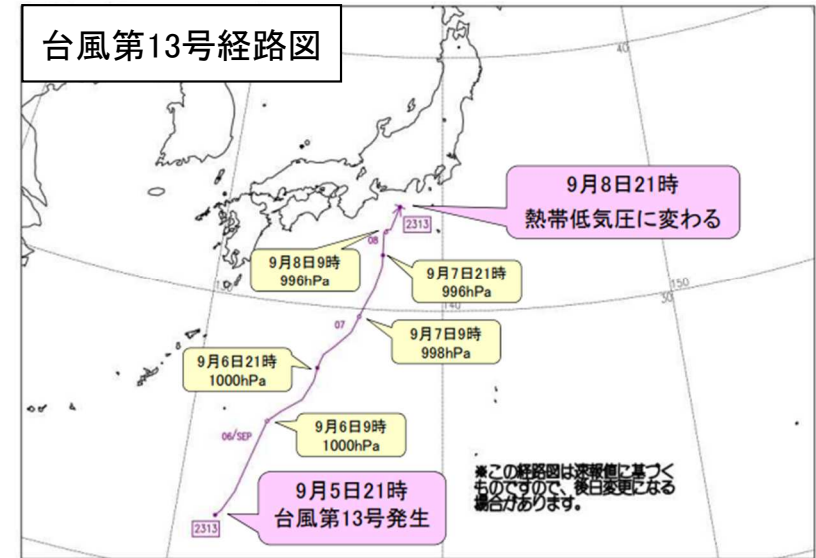 台風第13号経路図
40
9月8日21時
熱帯低気圧に変わる
2313
08
9月8日9時
996hPa
9月7日21時
996hPa
150
30
140
07
9月7日9時
998hPa
9月6日21時
1000hPa
06/SEP
9月6日9時
1000hPa
※この経路図は速報値に基づく
ものですので、後日変更になる
場合があります。
9月5日21時
台風第13号発生
2313